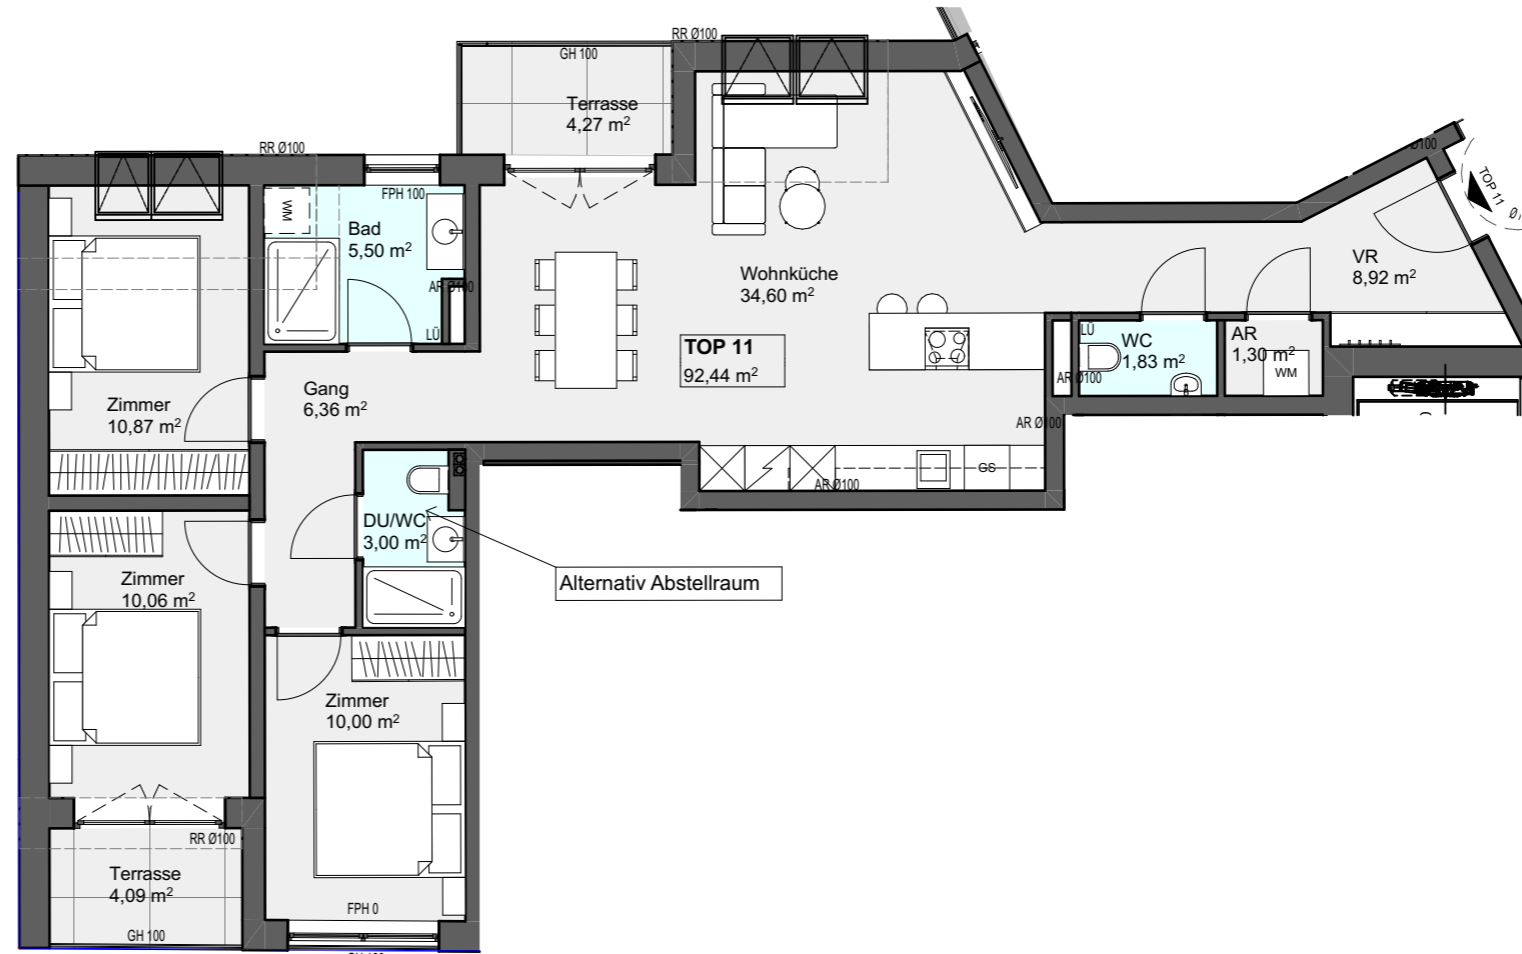 RR Ø100
GH 100
Terrasse
4,27 m²
RR Ø100
FPH 100
WM
Bad
5,50 m²
AR Ø100
LÜ
Wohnküche
34,60 m²
TOP 11
92,44 m²
TOP 11
VR
8,92 m²
LÜ
WC
1,83 m²
AR
1,30 m²
WM
AR Ø100
AR Ø100
Gang
6,36 m²
Zimmer
10,87 m²
GS
AR Ø100
DU/WC
3,00 m²
Alternativ Abstellraum
Zimmer
10,06 m²
Zimmer
10,00 m²
RR Ø100
Terrasse
4,09 m²
FPH 0
GH 100